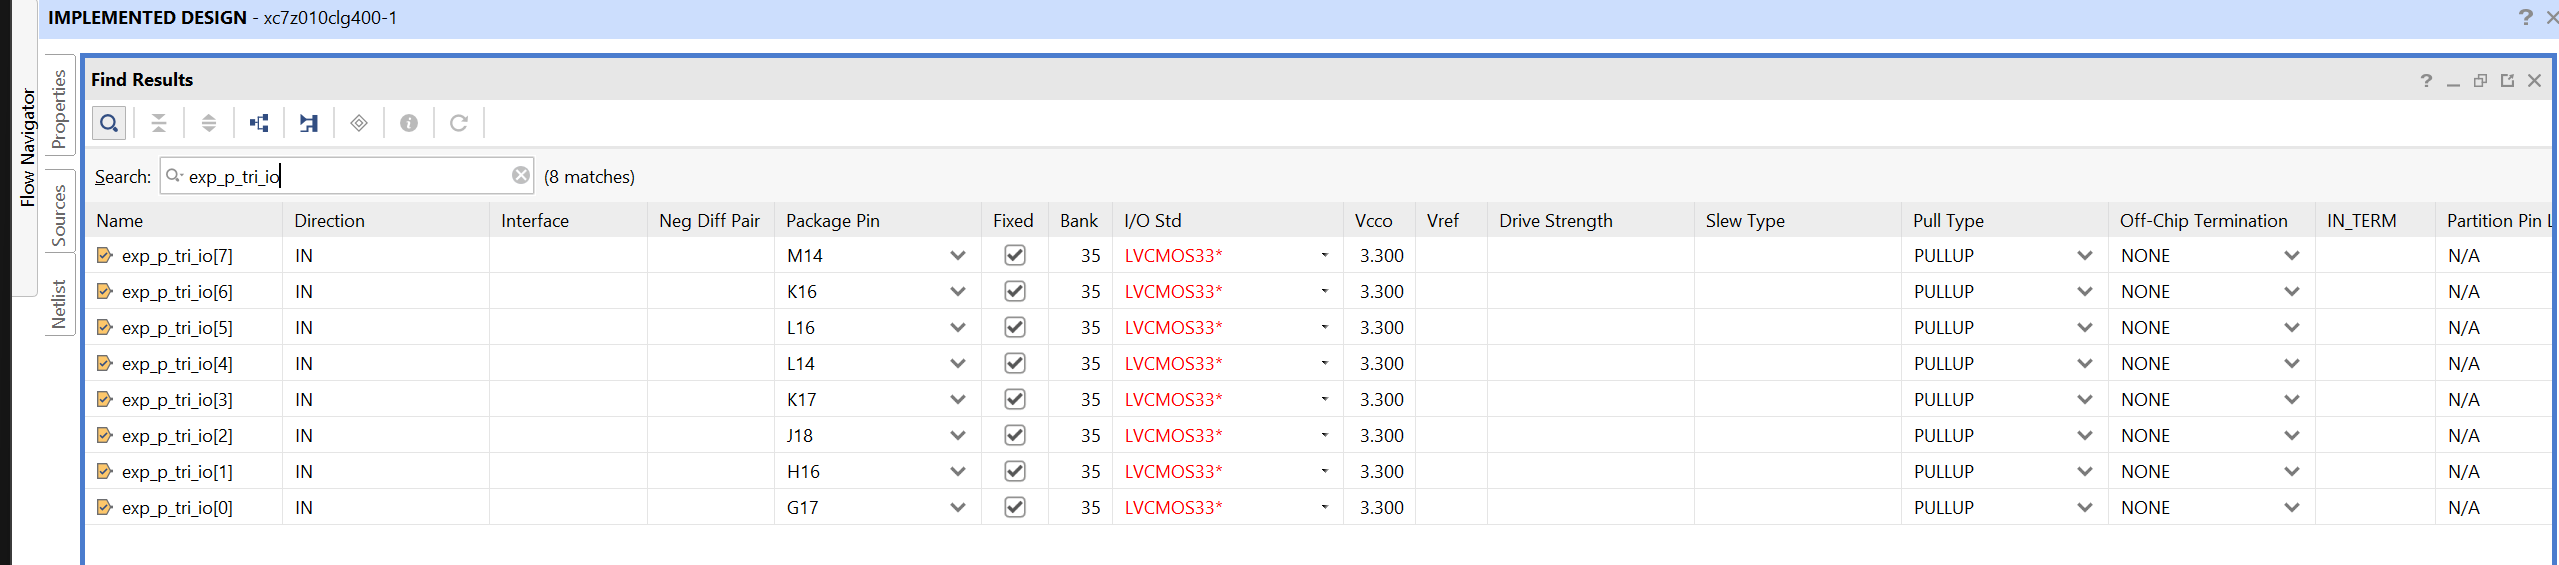 IMPLEMENTED DESIGN - xc7z010clg400-1
Flow Navigator
Properties
Sources
Netlist
Find Results
Search: exp_p_tri_io (8 matches)
Name Direction Interface Neg Diff Pair Package Pin Fixed Bank I/O Std Vcco Vref Drive Strength Slew Type Pull Type Off-Chip Termination IN_TERM Partition Pin L
exp_p_tri_io[7] IN M14 35 LVCMOS33* 3.300 PULLUP NONE N/A
exp_p_tri_io[6] IN K16 35 LVCMOS33* 3.300 PULLUP NONE N/A
exp_p_tri_io[5] IN L16 35 LVCMOS33* 3.300 PULLUP NONE N/A
exp_p_tri_io[4] IN L14 35 LVCMOS33* 3.300 PULLUP NONE N/A
exp_p_tri_io[3] IN K17 35 LVCMOS33* 3.300 PULLUP NONE N/A
exp_p_tri_io[2] IN J18 35 LVCMOS33* 3.300 PULLUP NONE N/A
exp_p_tri_io[1] IN H16 35 LVCMOS33* 3.300 PULLUP NONE N/A
exp_p_tri_io[0] IN G17 35 LVCMOS33* 3.300 PULLUP NONE N/A